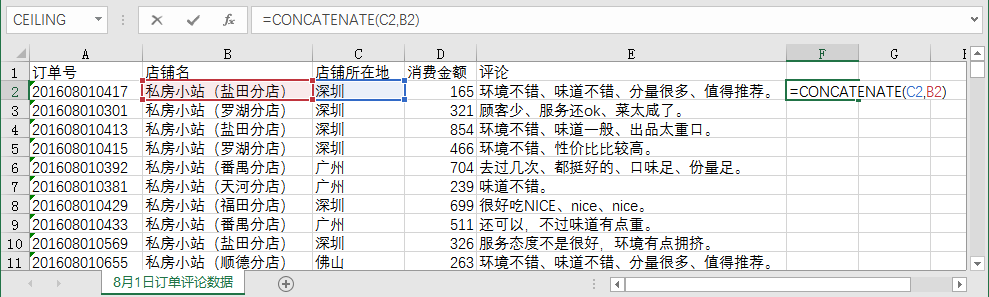 CEILING =CONCATENATE(C2,B2)
A B C D E F G H
1 订单号 店铺名 店铺所在地 消费金额 评论
2 201608010417 私房小站（盐田分店） 深圳 165 环境不错、味道不错、分量很多、值得推荐。 =CONCATENATE(C2,B2)
3 201608010301 私房小站（罗湖分店） 深圳 321 顾客少、服务还ok、菜太咸了。
4 201608010413 私房小站（盐田分店） 深圳 854 环境不错、味道一般、出品太重口。
5 201608010415 私房小站（罗湖分店） 深圳 466 环境不错、性价比比较高。
6 201608010392 私房小站（番禺分店） 广州 704 去过几次、都挺好的、口味足、份量足。
7 201608010381 私房小站（天河分店） 广州 239 味道不错。
8 201608010429 私房小站（福田分店） 深圳 699 很好吃NICE、nice、nice。
9 201608010433 私房小站（番禺分店） 广州 511 还可以，不过味道有点重。
10 201608010569 私房小站（盐田分店） 深圳 326 服务态度不是很好，环境有点拥挤。
11 201608010655 私房小站（顺德分店） 佛山 263 环境不错、味道不错、分量很多、值得推荐。
8月1日订单评论数据